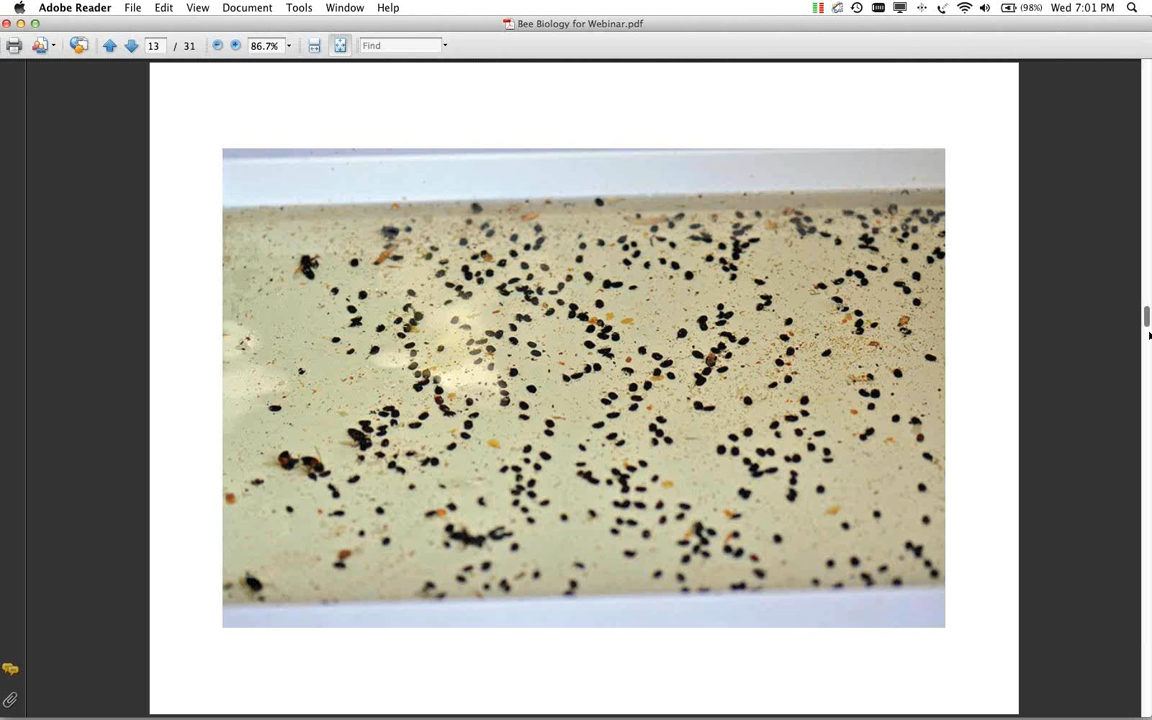 Adobe Reader File Edit View Document Tools Window Help (98%) Wed 7:01 PM
Bee Biology for Webinar.pdf
13 / 31 86.7% Find